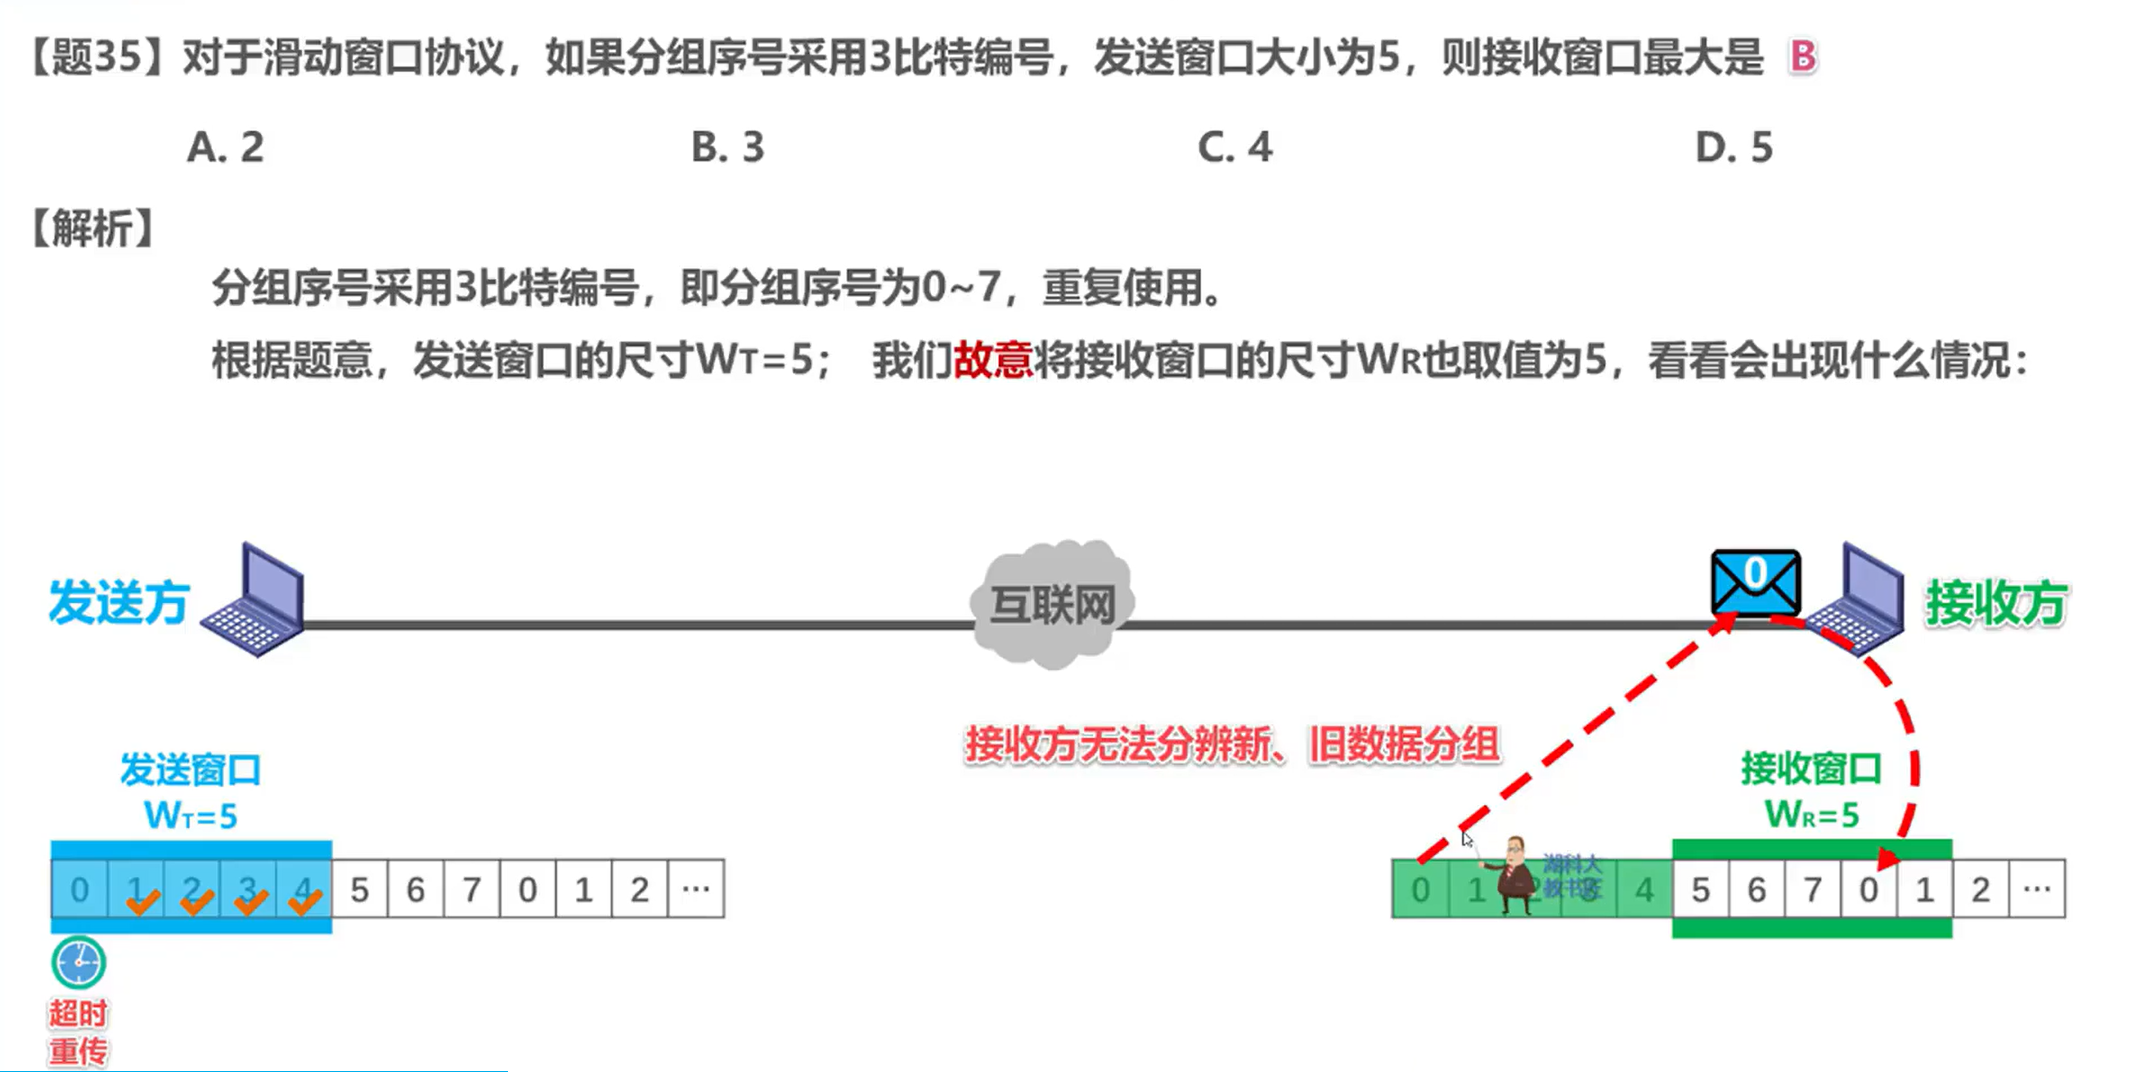 【题35】对于滑动窗口协议，如果分组序号采用3比特编号，发送窗口大小为5，则接收窗口最大是 B
A. 2 B. 3 C. 4 D. 5
【解析】
分组序号采用3比特编号，即分组序号为0~7，重复使用。
根据题意，发送窗口的尺寸WT=5； 我们故意将接收窗口的尺寸WR也取值为5，看看会出现什么情况：
0
发送方 互联网 接收方
接收方无法分辨新、旧数据分组
发送窗口 接收窗口
WT=5 WR=5
湖科大
教书匠
0 1 2 3 4 5 6 7 0 1 2 ... 0 1 2 3 4 5 6 7 0 1 2 ...
超时
重传